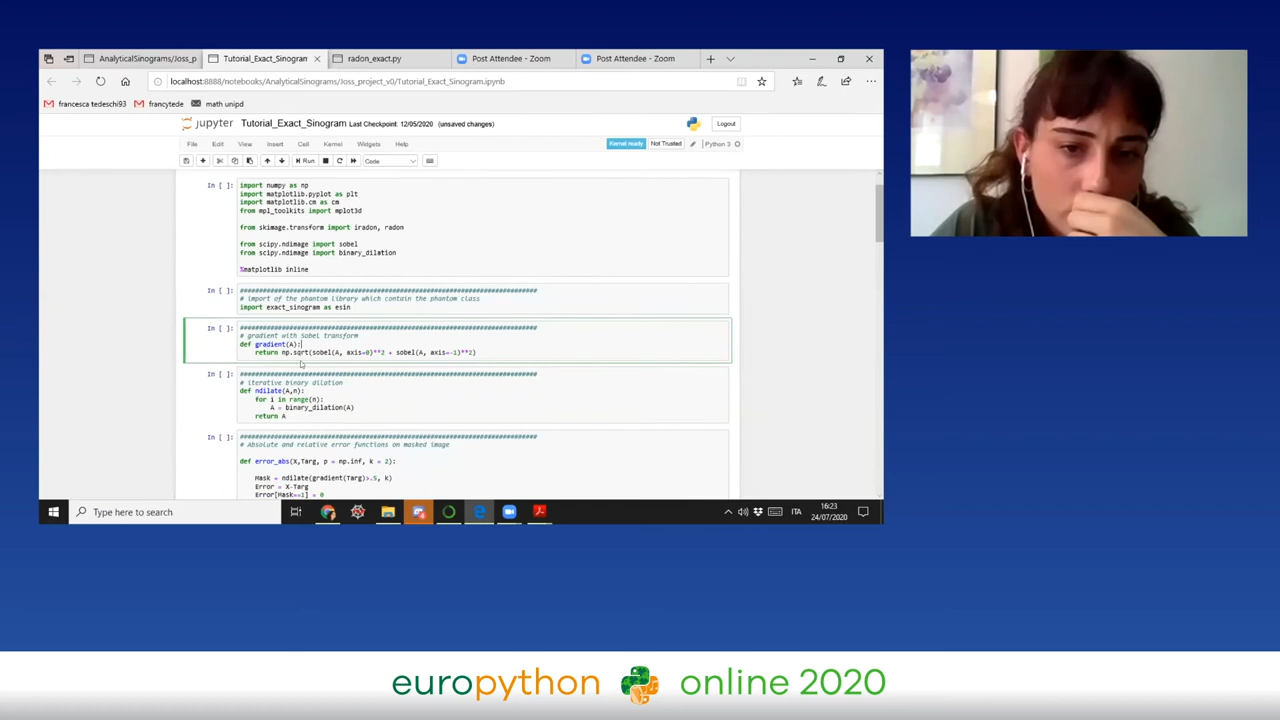 AnalyticalSinograms/Joss_p
Tutorial_Exact_Sinogram
radon_exact.py
Post Attendee - Zoom
Post Attendee - Zoom
localhost:8888/notebooks/AnalyticalSinograms/Joss_project_v0/Tutorial_Exact_Sinogram.ipynb
francesca tedeschi93
francytede
math unipd
jupyter Tutorial_Exact_Sinogram Last Checkpoint: 12/05/2020 (unsaved changes)
Logout
File Edit View Insert Cell Kernel Widgets Help
Kernel ready Not Trusted Python 3
Run Code
In [ ]: import numpy as np
import matplotlib.pyplot as plt
import matplotlib.cm as cm
from mpl_toolkits import mplot3d
from skimage.transform import iradon, radon
from scipy.ndimage import sobel
from scipy.ndimage import binary_dilation
%matplotlib inline
In [ ]:
# import of the phantom library which contain the phantom class
import exact_sinogram as esin
In [ ]:
# gradient with Sobel transform
def gradient(A):
return np.sqrt(sobel(A, axis=0)**2 + sobel(A, axis=-1)**2)
In [ ]:
# iterative binary dilation
def ndilate(A,n):
for i in range(n):
A = binary_dilation(A)
return A
In [ ]:
# Absolute and relative error functions on masked image
def error_abs(X,Targ, p = np.inf, k = 2):
Mask = ndilate(gradient(Targ)>.5, k)
Error = X-Targ
Error[Mask==1] = 0
Type here to search
ITA
16:23
24/07/2020
europython online 2020